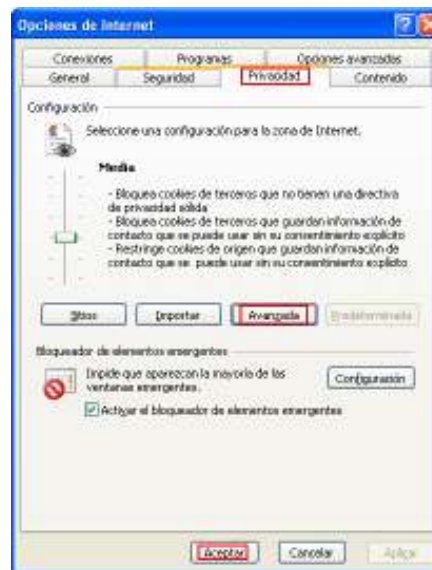 Opciones de Internet
Conexiones Programas Opciones avanzadas
General Seguridad Privacidad Contenido
Configuración
Seleccione una configuración para la zona de Internet.
Media
- Bloquea cookies de terceros que no tienen una directiva
de privacidad sólida
- Bloquea cookies de terceros que guardan información de
contacto que se puede usar sin su consentimiento explícito
- Restringe cookies de origen que guardan información de
contacto que se puede usar sin su consentimiento explícito
Sitios Importar Avanzada Predeterminada
Bloqueador de elementos emergentes
Impide que aparezcan la mayoría de las
ventanas emergentes.
Configuración
Activar el bloqueador de elementos emergentes
Aceptar Cancelar Aplicar